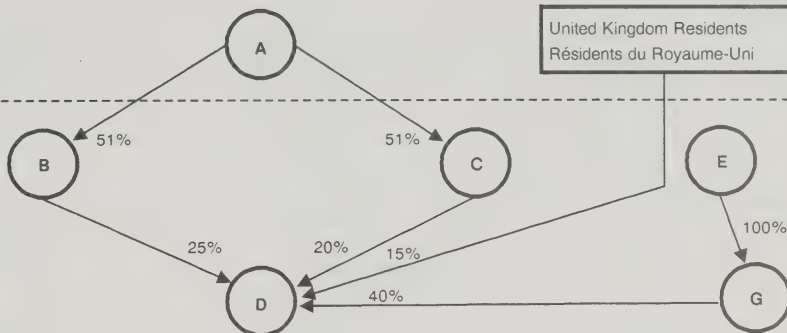 A
United Kingdom Residents
Résidents du Royaume-Uni
51%
51%
B
C
E
100%
25%
20%
15%
D
40%
G